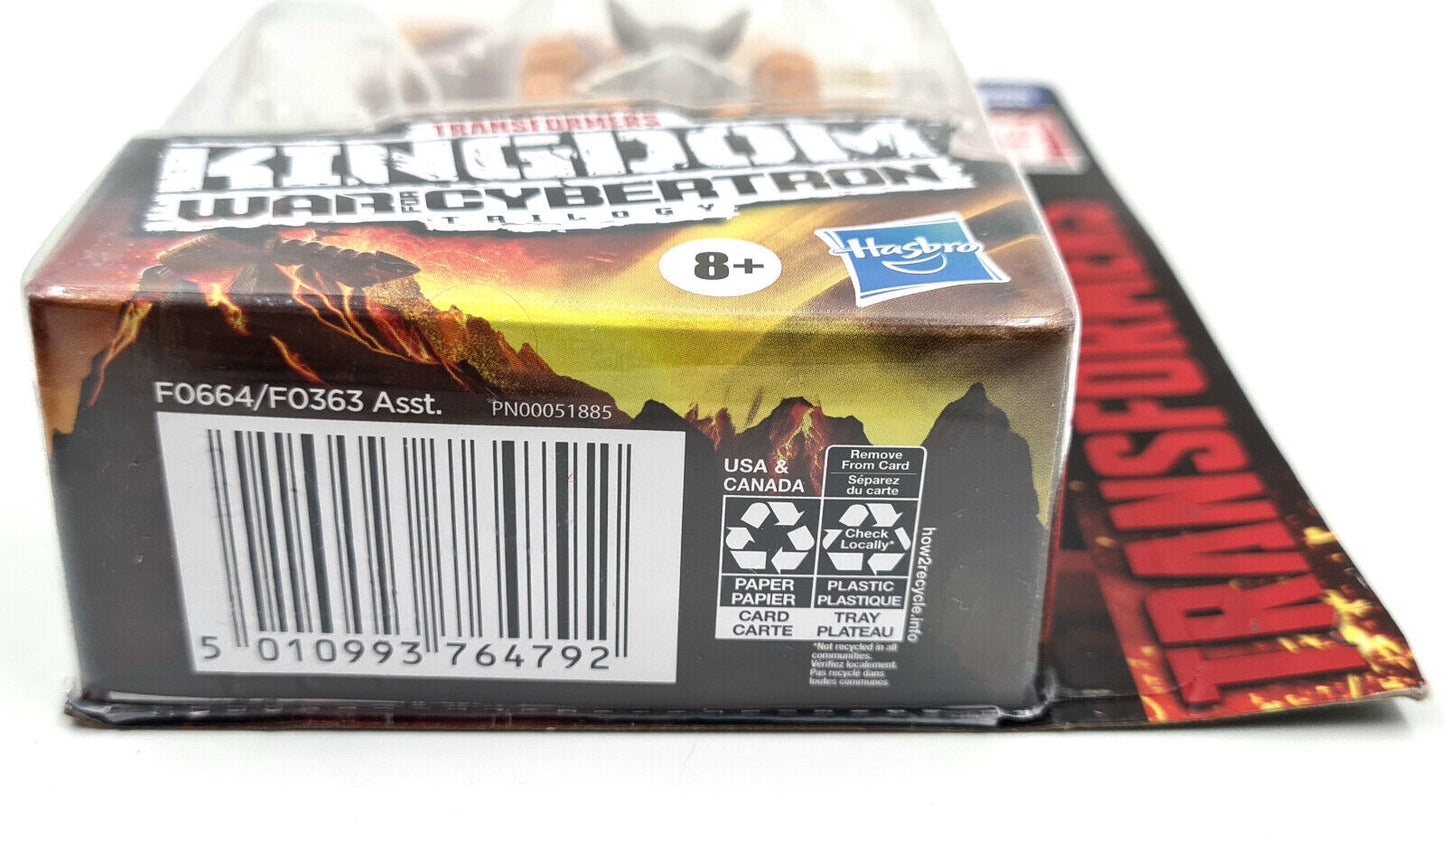 TRANSFORMERS
KINGDOM
WAR FOR CYBERTRON
TRILOGY
8+
Hasbro
F0664/F0363 Asst.
PN00051885
5 010993 764792
USA &
CANADA
PAPER
PAPIER
CARD
CARTE
Remove
From Card
Séparez
du carte
Check
Locally*
PLASTIC
PLASTIQUE
TRAY
PLATEAU
*Not recycled in all
communities.
Vérifiez localement.
Pas recyclé dans
toutes communes.
how2recycle.info
TRANSFORMERS